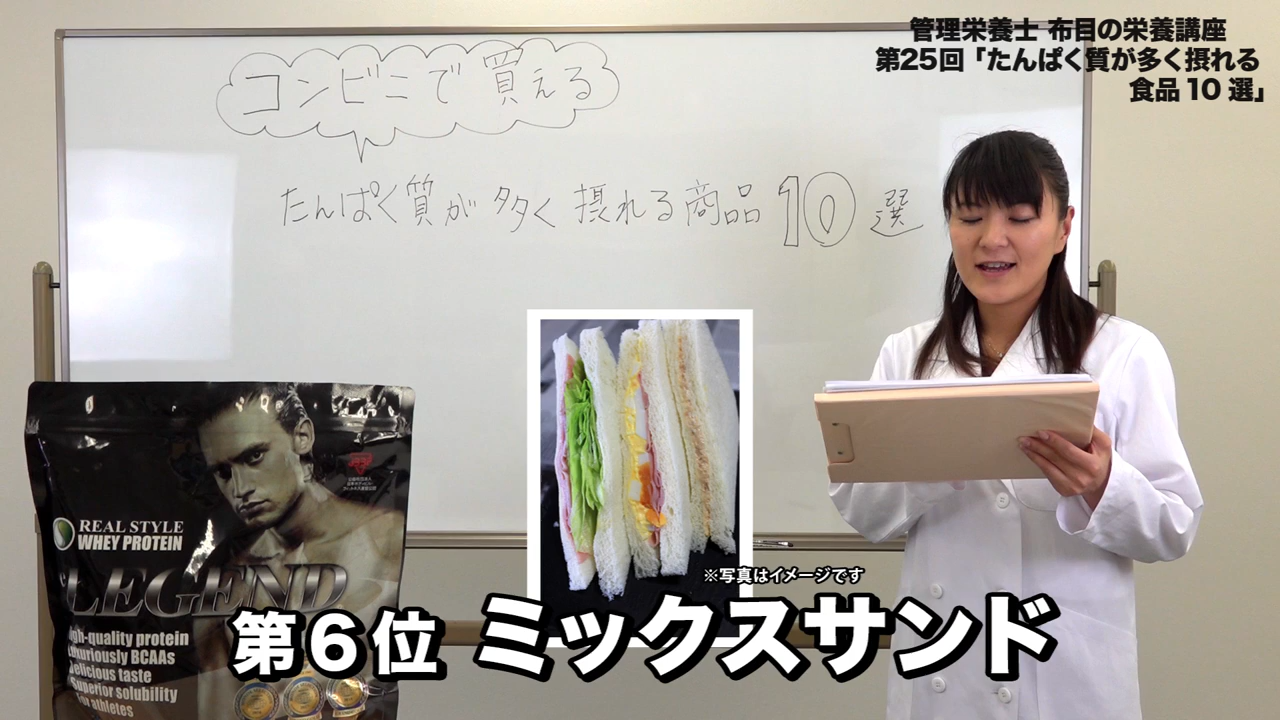 管理栄養士 布目の栄養講座
第25回「たんぱく質が多く摂れる
食品10選」
コンビニで買える
たんぱく質が多く摂れる商品10選
REAL STYLE
WHEY PROTEIN
LEGEND
High-quality protein
Luxuriously BCAAs
Delicious taste
Superior solubility
For athletes
※写真はイメージです
第6位 ミックスサンド